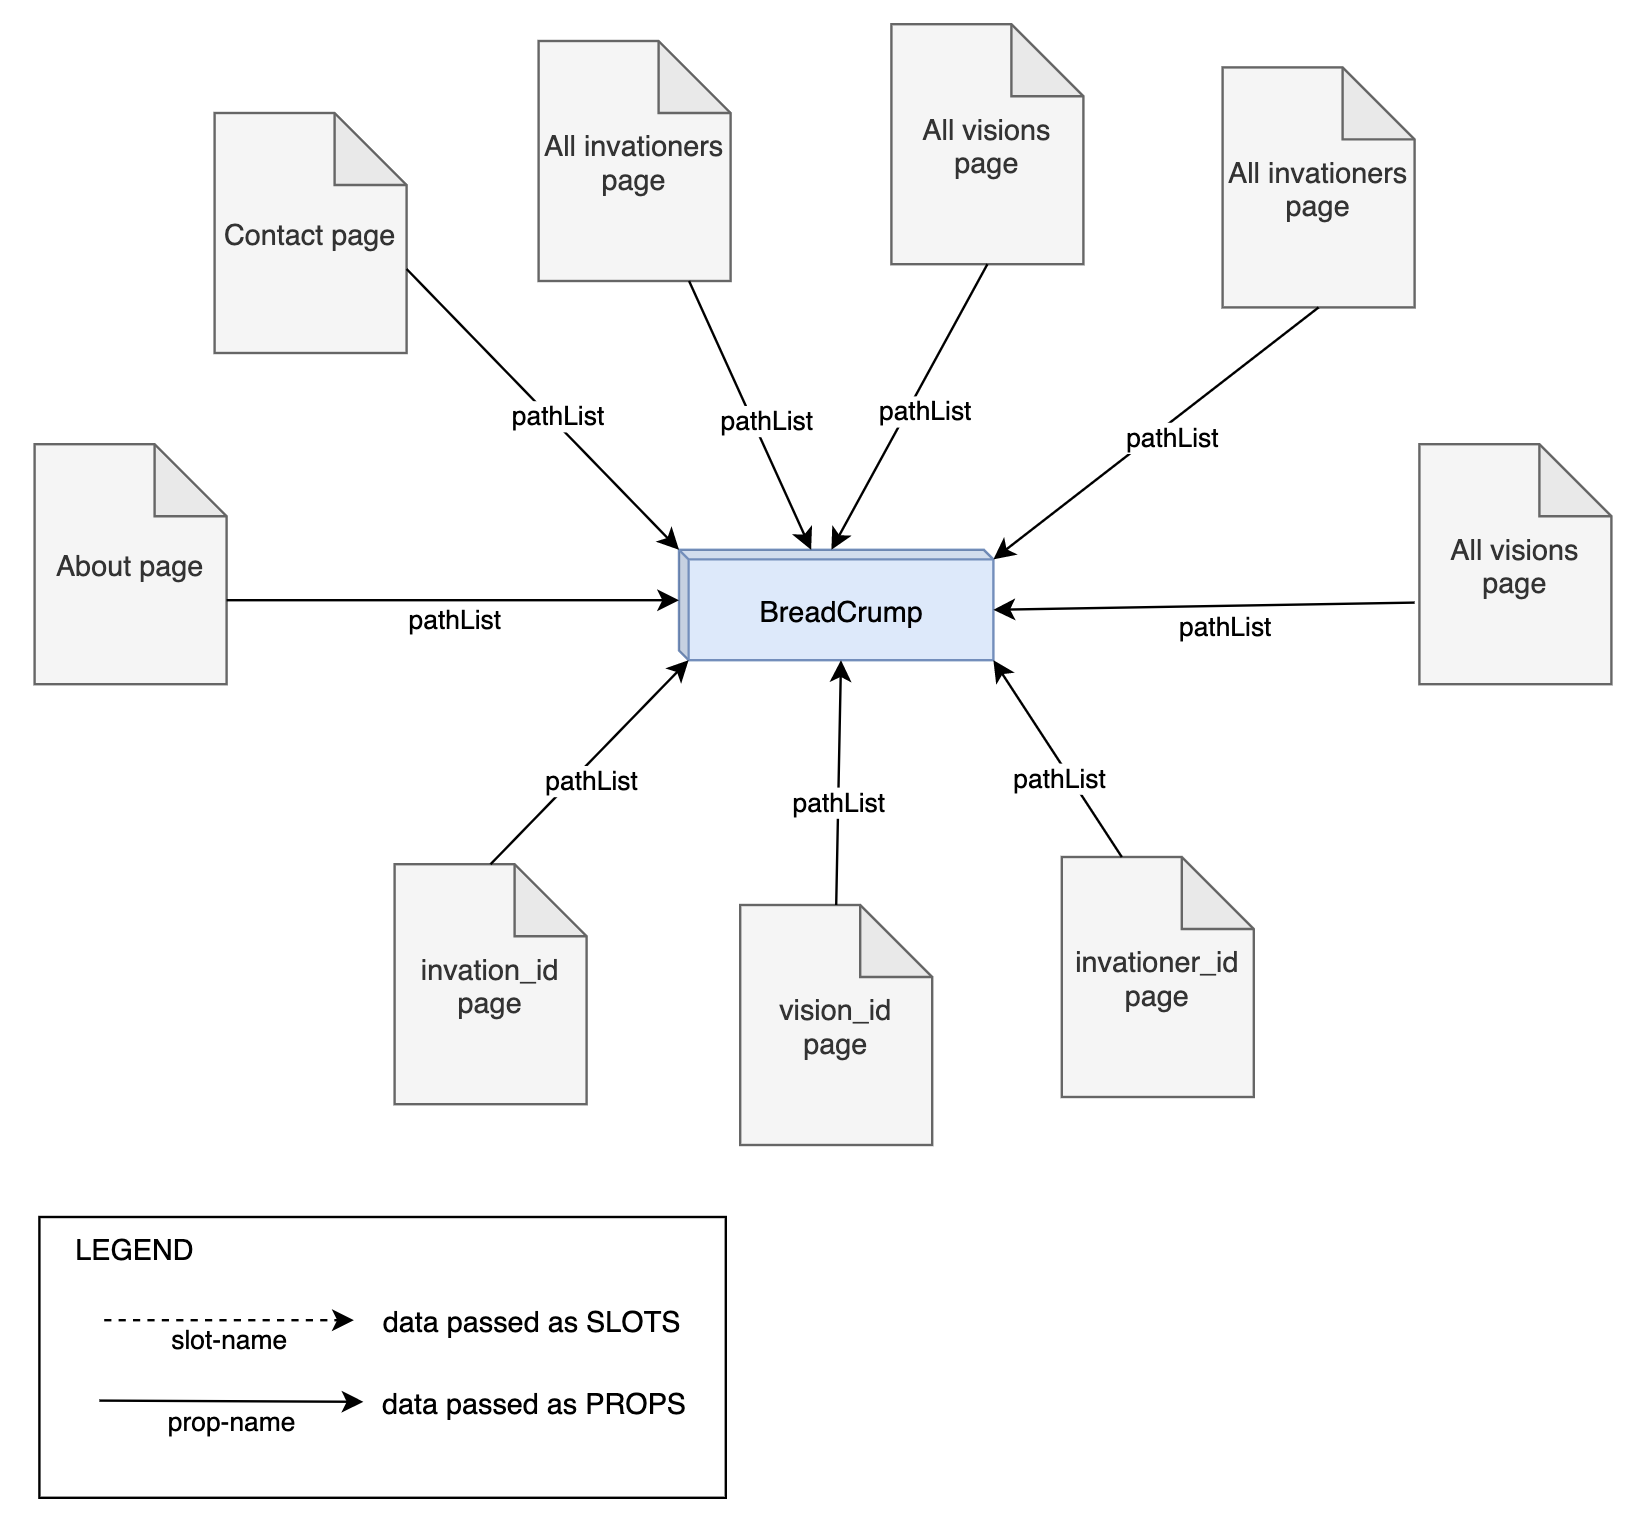 All visions
page
All invationers
page
All invationers
page
Contact page
pathList
pathList
pathList
pathList
About page
All visions
page
BreadCrump
pathList
pathList
pathList
pathList
pathList
invation_id
page
invationer_id
page
vision_id
page
LEGEND
data passed as SLOTS
slot-name
data passed as PROPS
prop-name